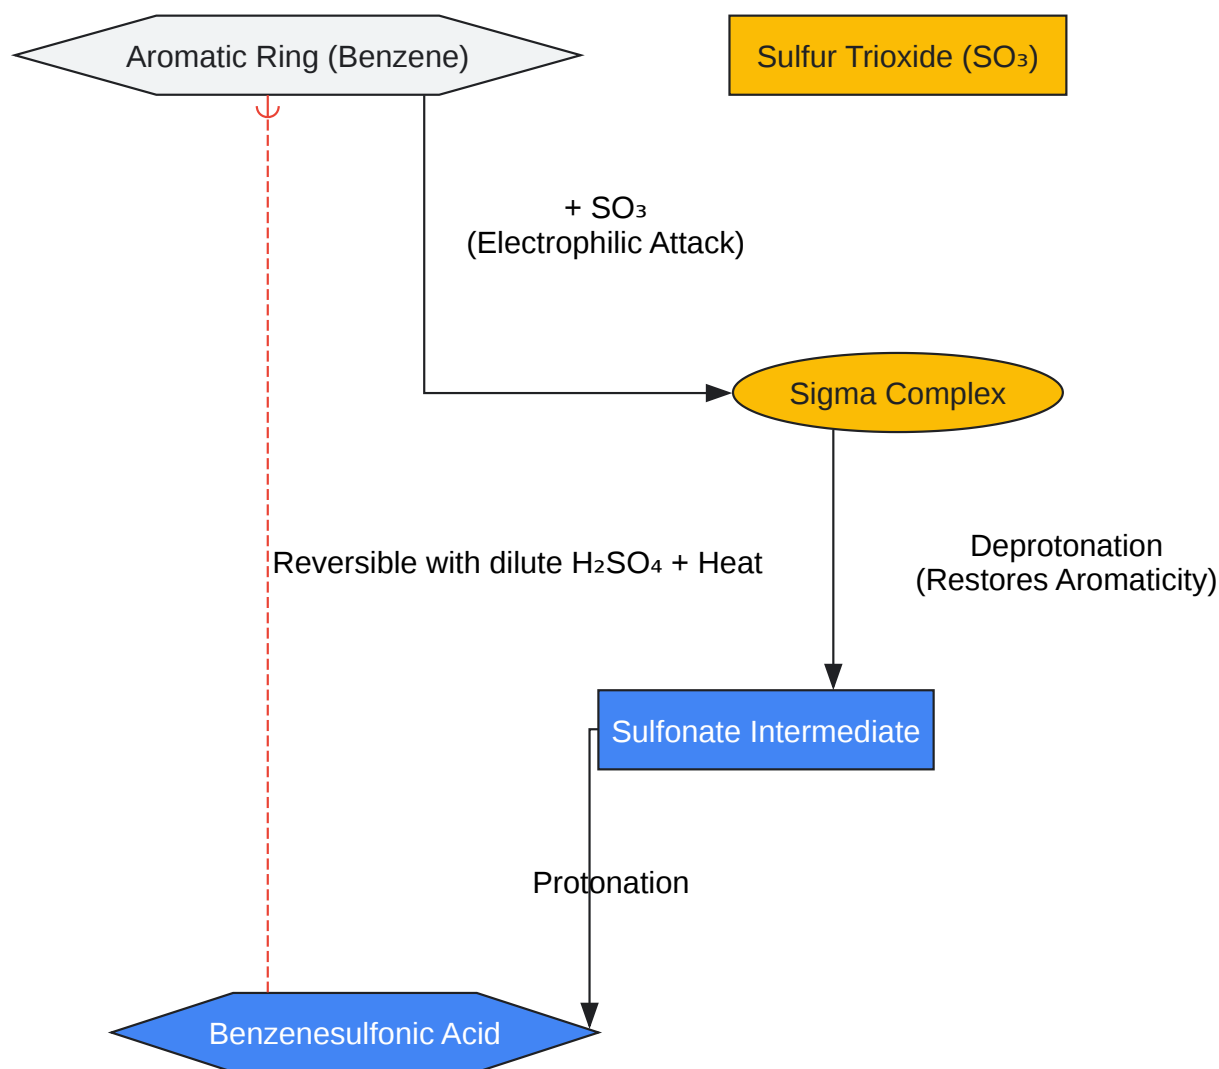 Aromatic Ring (Benzene)
Sulfur Trioxide (SO₃)
+ SO₃
(Electrophilic Attack)
Sigma Complex
Deprotonation
(Restores Aromaticity)
Reversible with dilute H₂SO₄ + Heat
Sulfonate Intermediate
Protonation
Benzenesulfonic Acid